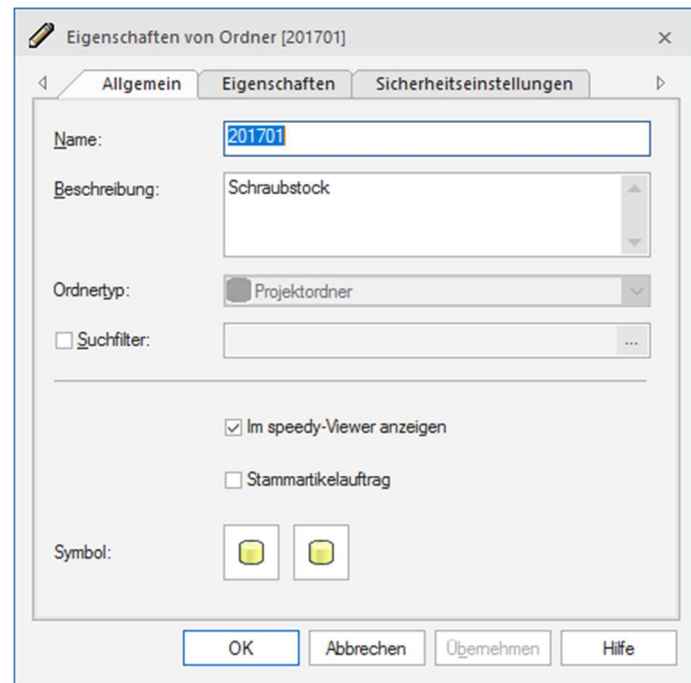 Eigenschaften von Ordner [201701]
Allgemein
Eigenschaften
Sicherheitseinstellungen
Name:
201701
Beschreibung:
Schraubstock
Ordnertyp:
Projektordner
Suchfilter:
...
Im speedy-Viewer anzeigen
Stammartikelauftrag
Symbol:
OK
Abbrechen
Übernehmen
Hilfe